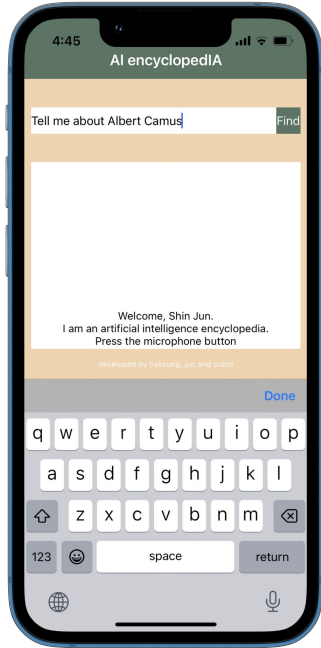 4:45
AI encyclopedIA
Tell me about Albert Camus
Find
Welcome, Shin Jun.
I am an artificial intelligence encyclopedia.
Press the microphone button
developed by haksung, jun and subin
Done
q w e r t y u i o p
a s d f g h j k l
z x c v b n m
123 space return